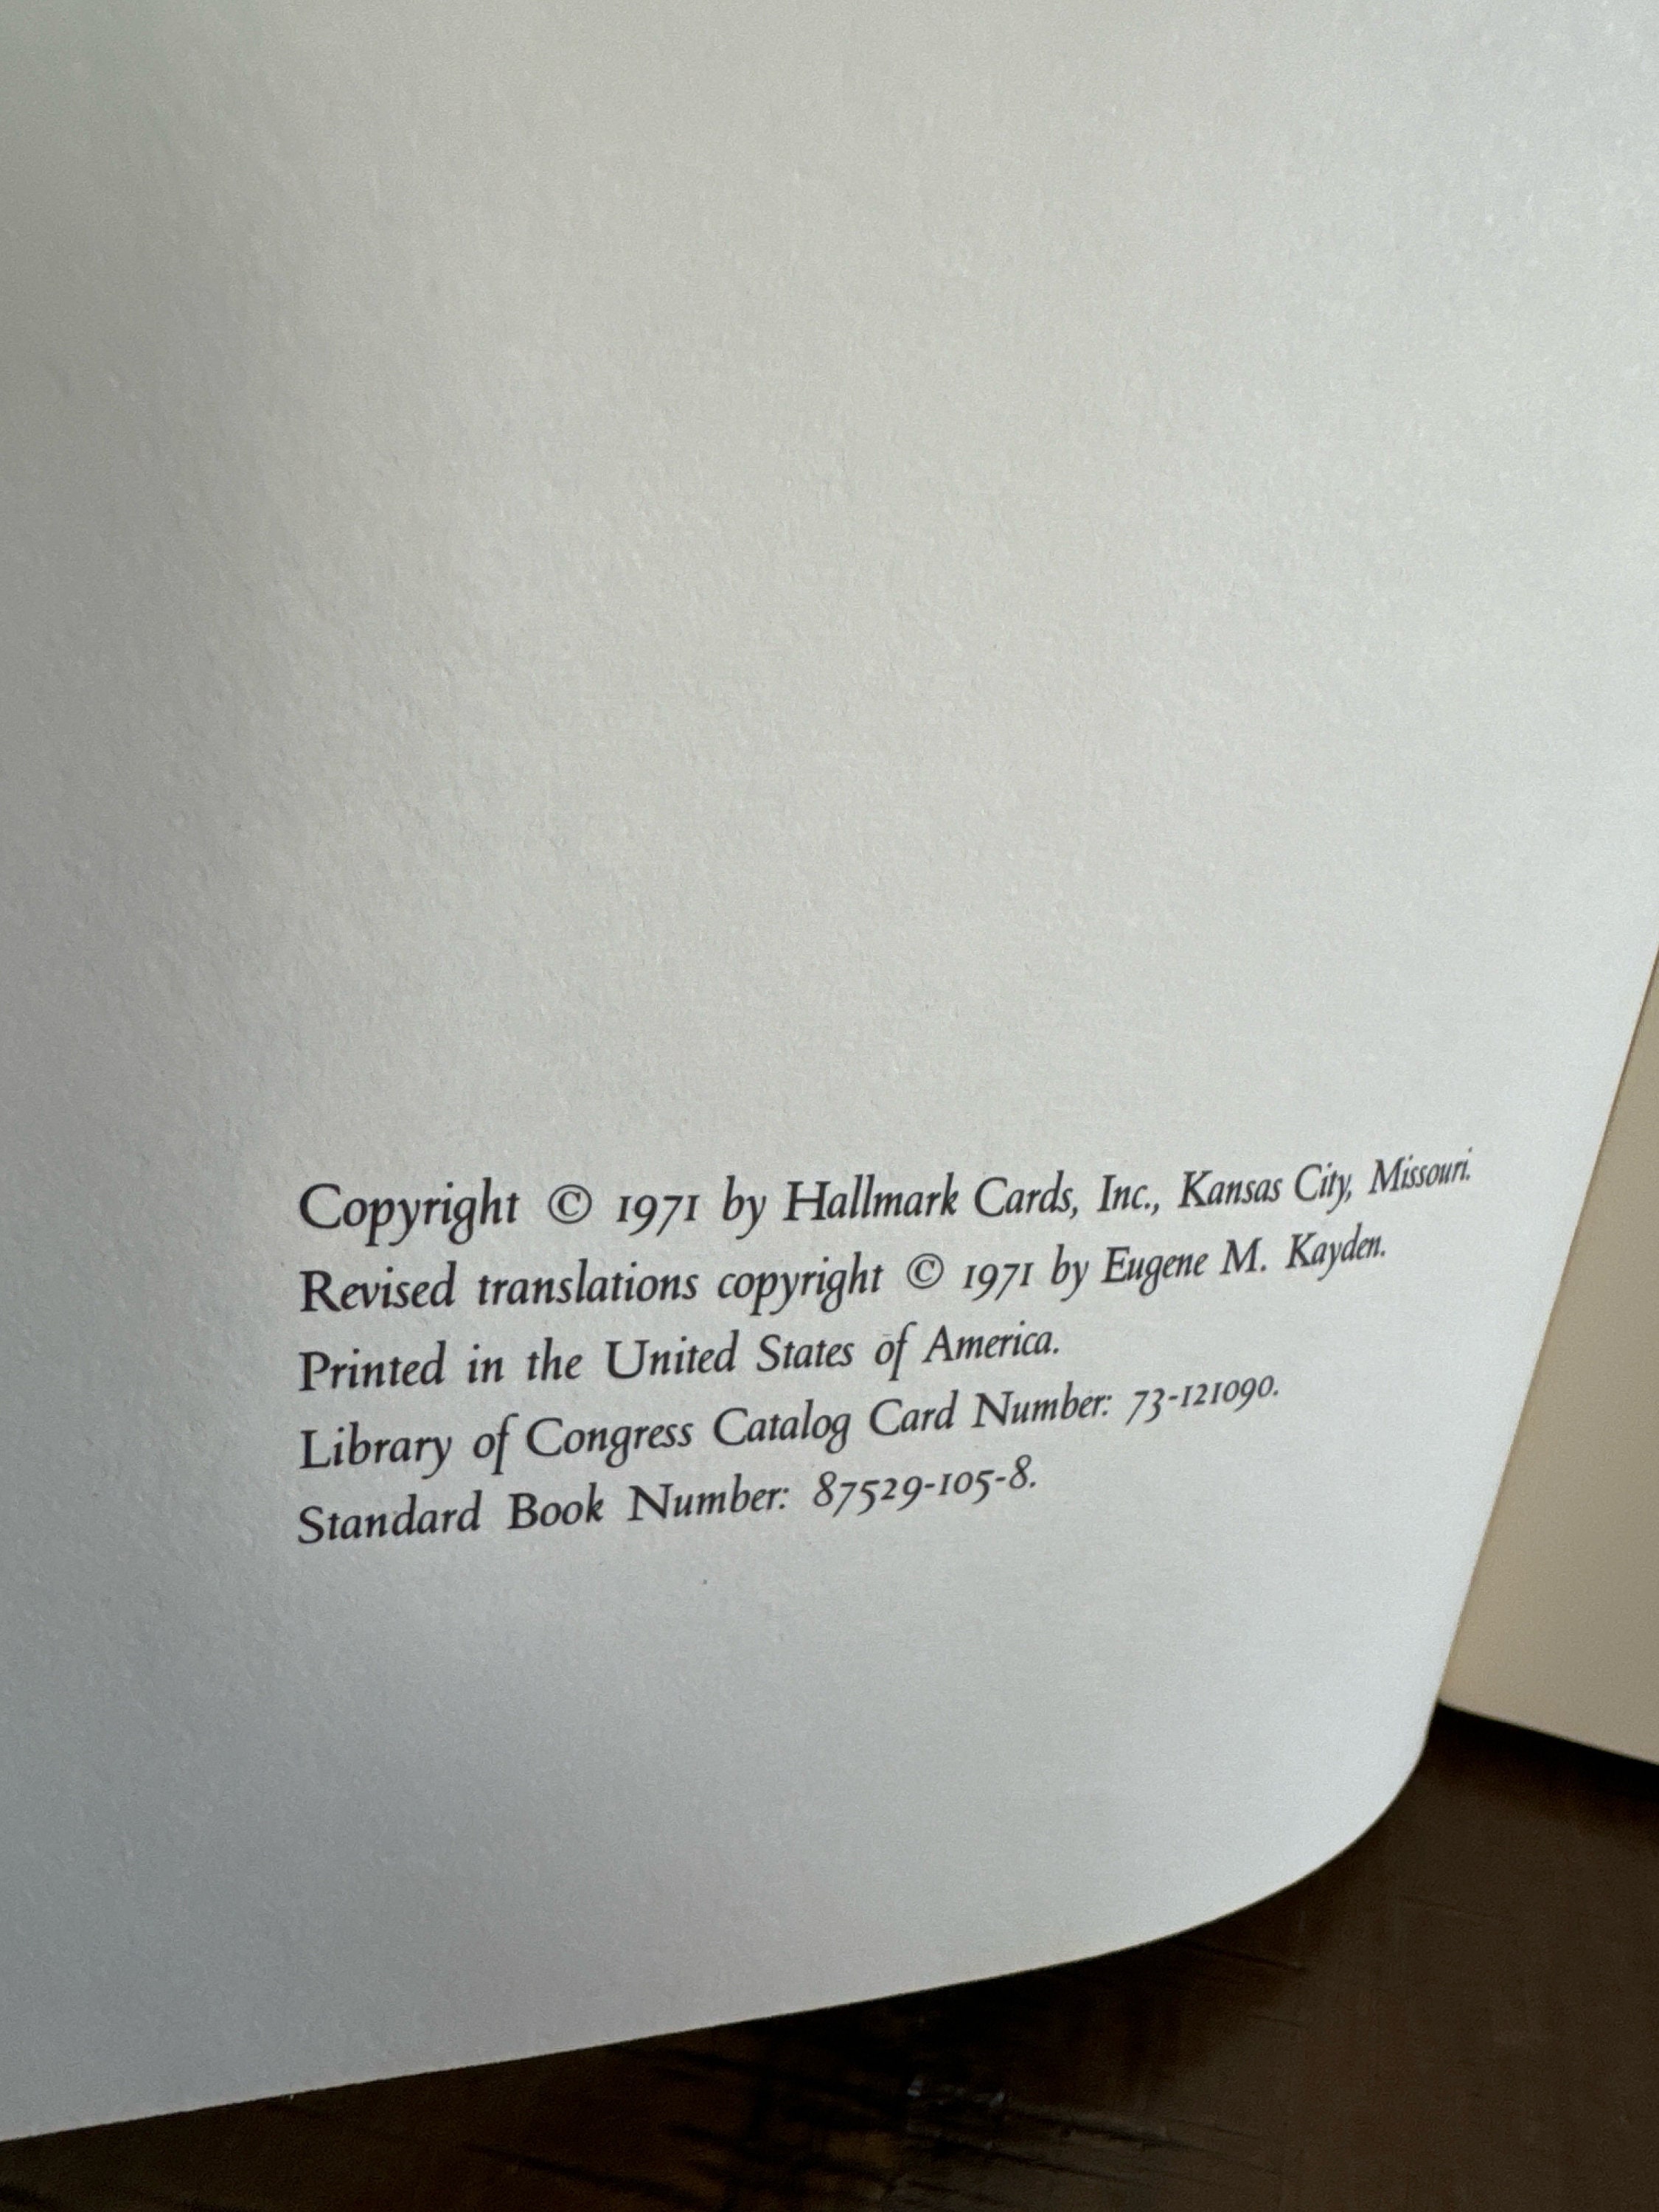 Copyright © 1971 by Hallmark Cards, Inc., Kansas City, Missouri.
Revised translations copyright © 1971 by Eugene M. Kayden.
Printed in the United States of America.
Library of Congress Catalog Card Number: 73-121090.
Standard Book Number: 87529-105-8.